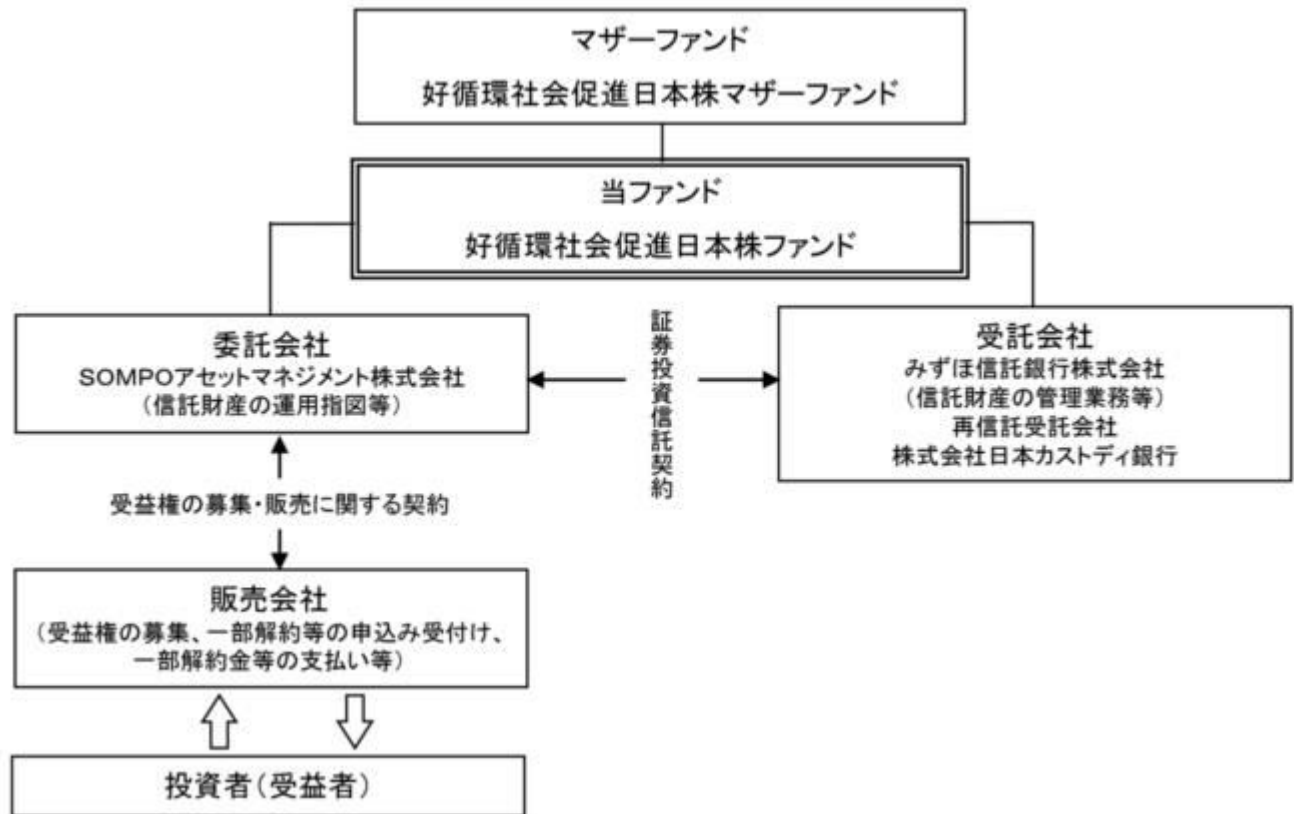 マザーファンド
好循環社会促進日本株マザーファンド
当ファンド
好循環社会促進日本株ファンド
委託会社
SOMPOアセットマネジメント株式会社
(信託財産の運用指図等)
証券投資信託契約
受託会社
みずほ信託銀行株式会社
(信託財産の管理業務等)
再信託受託会社
株式会社日本カストディ銀行
受益権の募集・販売に関する契約
販売会社
(受益権の募集、一部解約等の申込み受付け、
一部解約金等の支払い等)
投資者(受益者)